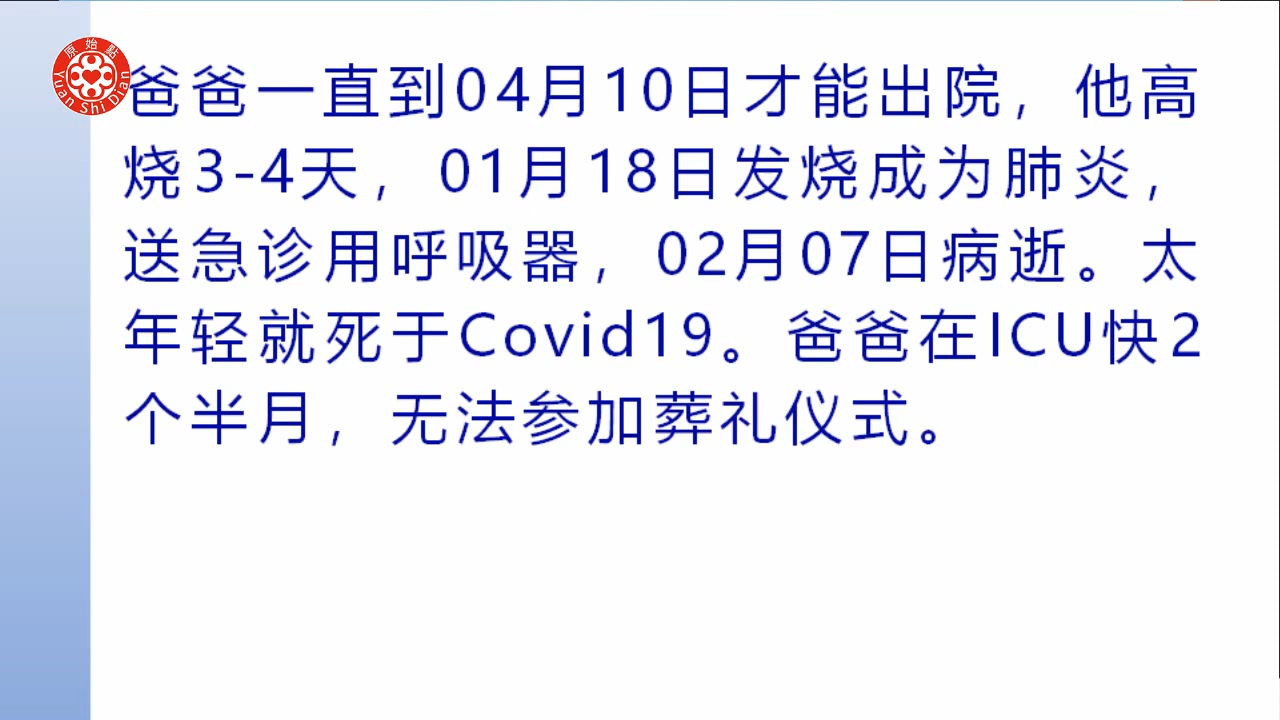 原始點
Yuan Shi Dian
爸爸一直到04月10日才能出院，他高
烧3-4天，01月18日发烧成为肺炎，
送急诊用呼吸器，02月07日病逝。太
年轻就死于Covid19。爸爸在ICU快2
个半月，无法参加葬礼仪式。